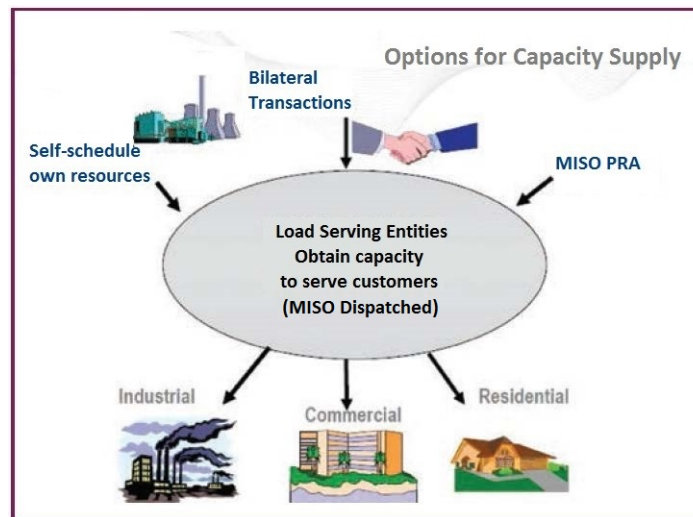 Options for Capacity Supply
Bilateral
Transactions
Self-schedule
own resources
MISO PRA
Load Serving Entities
Obtain capacity
to serve customers
(MISO Dispatched)
Industrial
Commercial
Residential